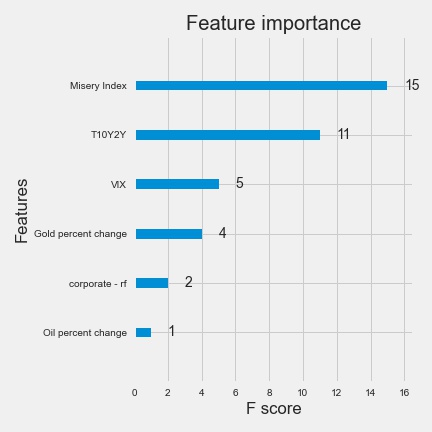 Feature importance
Misery Index
15
T10Y2Y
11
VIX
5
Gold percent change
4
corporate - rf
2
Oil percent change
1
Features
0 2 4 6 8 10 12 14 16
F score